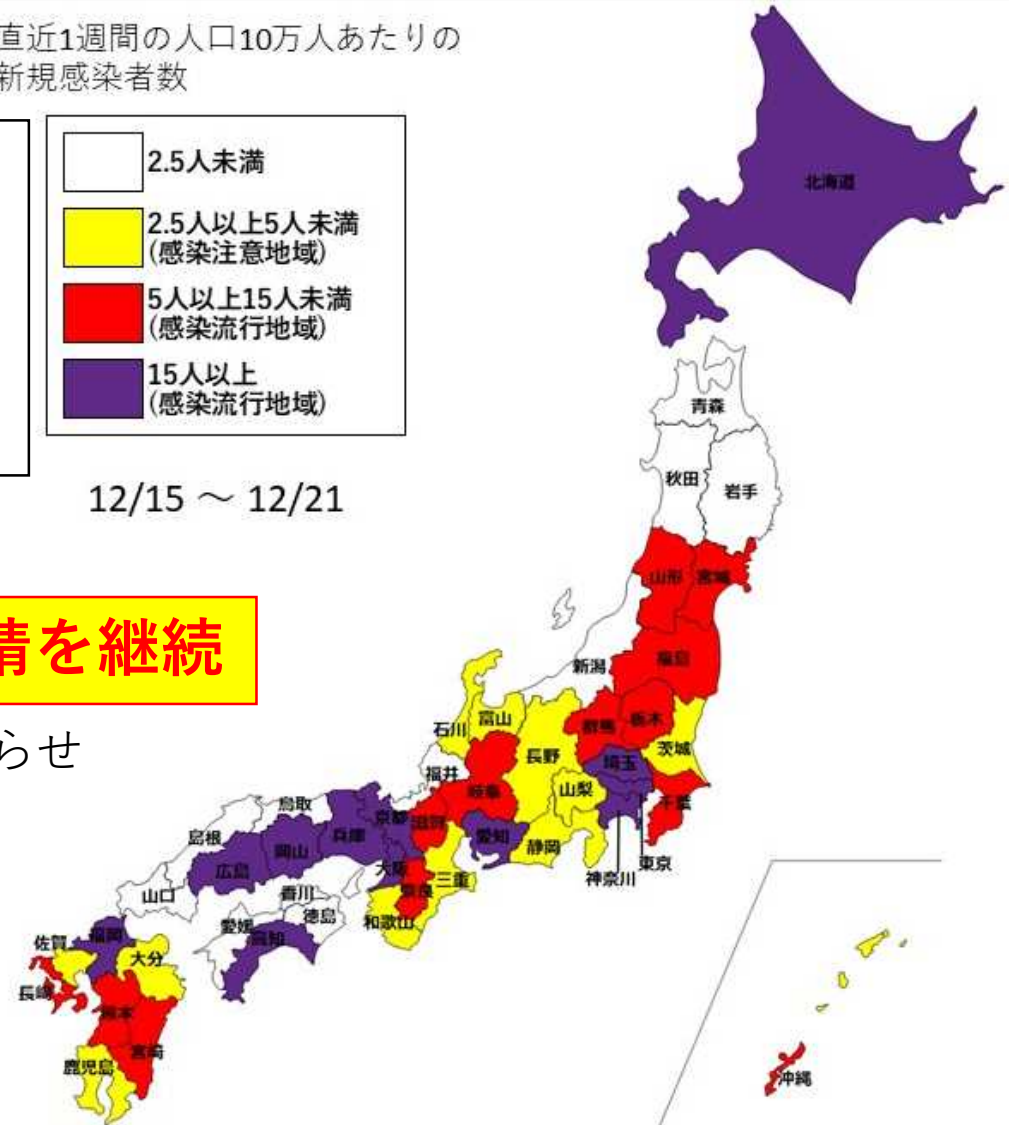 直近1週間の人口10万人あたりの
新規感染者数
2.5人未満
2.5人以上5人未満
(感染注意地域)
5人以上15人未満
(感染流行地域)
15人以上
(感染流行地域)
12/15 ～ 12/21
請を継続
らせ
北海道
青森
秋田
岩手
山形
宮城
福島
新潟
群馬
栃木
茨城
埼玉
千葉
東京
神奈川
石川
富山
長野
福井
岐阜
山梨
静岡
愛知
滋賀
三重
京都
兵庫
大阪
奈良
和歌山
鳥取
島根
岡山
広島
山口
香川
徳島
愛媛
高知
福岡
佐賀
大分
長崎
熊本
宮崎
鹿児島
沖縄